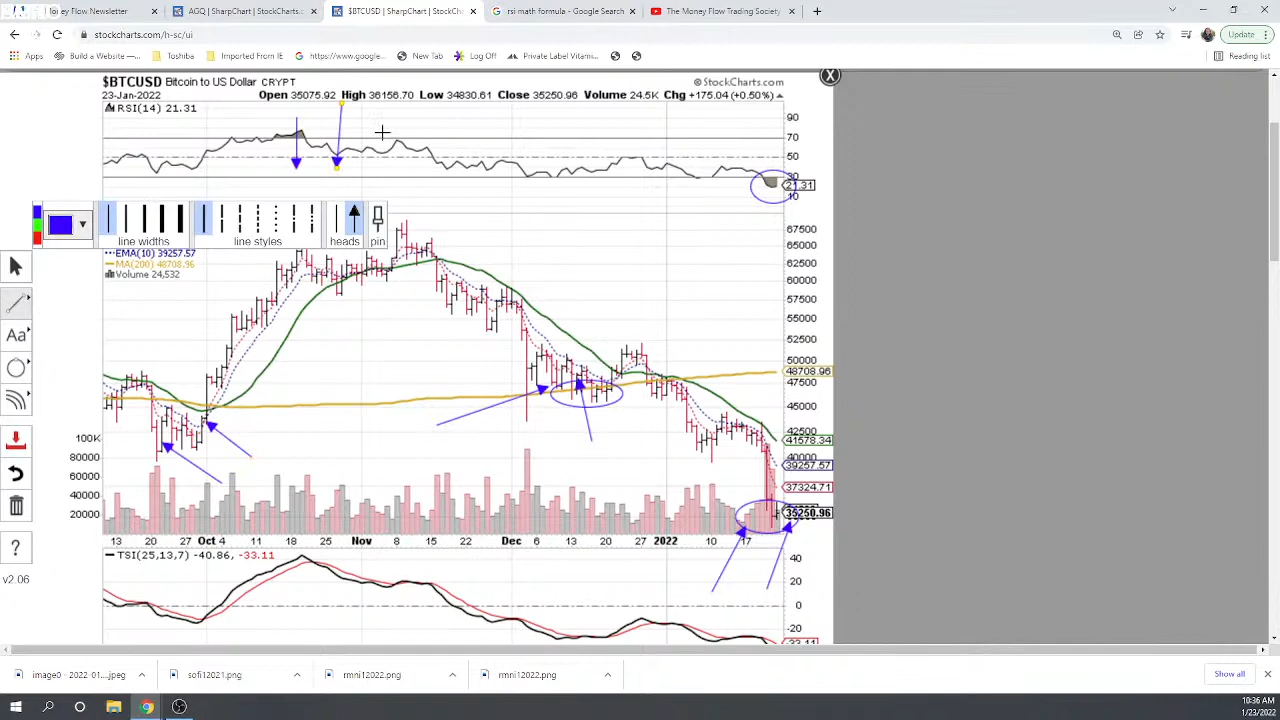 Newsletter
AGQ | SharpChart | StockCharts.com
$BTCUSD | SharpChart | StockCh
rsi math formula - Google Search
The Money Flow Trading Society
stockcharts.com/h-sc/ui
Update
Apps
Build a Website —
Toshiba
Imported From IE
https://www.google...
New Tab
Log Off
Private Label Vitami...
Reading list
$BTCUSD Bitcoin to US Dollar CRYPT
© StockCharts.com
X
23-Jan-2022
Open 35075.92 High 36156.70 Low 34830.61 Close 35250.96 Volume 24.5K Chg +175.04 (+0.50%)
RSI(14) 21.31
90
70
50
30
21.31
10
line widths
line styles
heads
pin
67500
65000
62500
60000
57500
55000
52500
50000
48708.96
47500
45000
42500
41578.34
40000
39257.57
37324.71
35250.96
EMA(10) 39257.57
MA(200) 48708.96
Volume 24,532
Aa
?
v2.06
100K
80000
60000
40000
20000
13 20 27 Oct 4 11 18 25 Nov 8 15 22 Dec 6 13 20 27 2022 10 17
TSI(25,13,7) -40.86, -33.11
40
20
0
-20
-33.11
image0 - 2022 01....jpeg
sofi12021.png
rmni12022.png
rmni12022.png
Show all
10:36 AM
1/23/2022